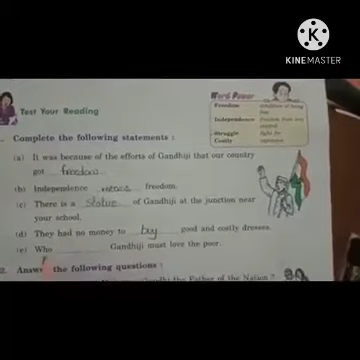 KINEMASTER
Word Power
Freedom
Independence
Struggle fight for
Costly expensive
Test Your Reading
Complete the following statements :
(a) It was because of the efforts of Gandhiji that our country
got freedom
(b) Independence means freedom.
(c) There is a statue of Gandhiji at the junction near
your school.
(d) They had no money to buy good and costly dresses.
(e) Who Gandhiji must love the poor.
Answer the following questions :
the Father of the Nation ?